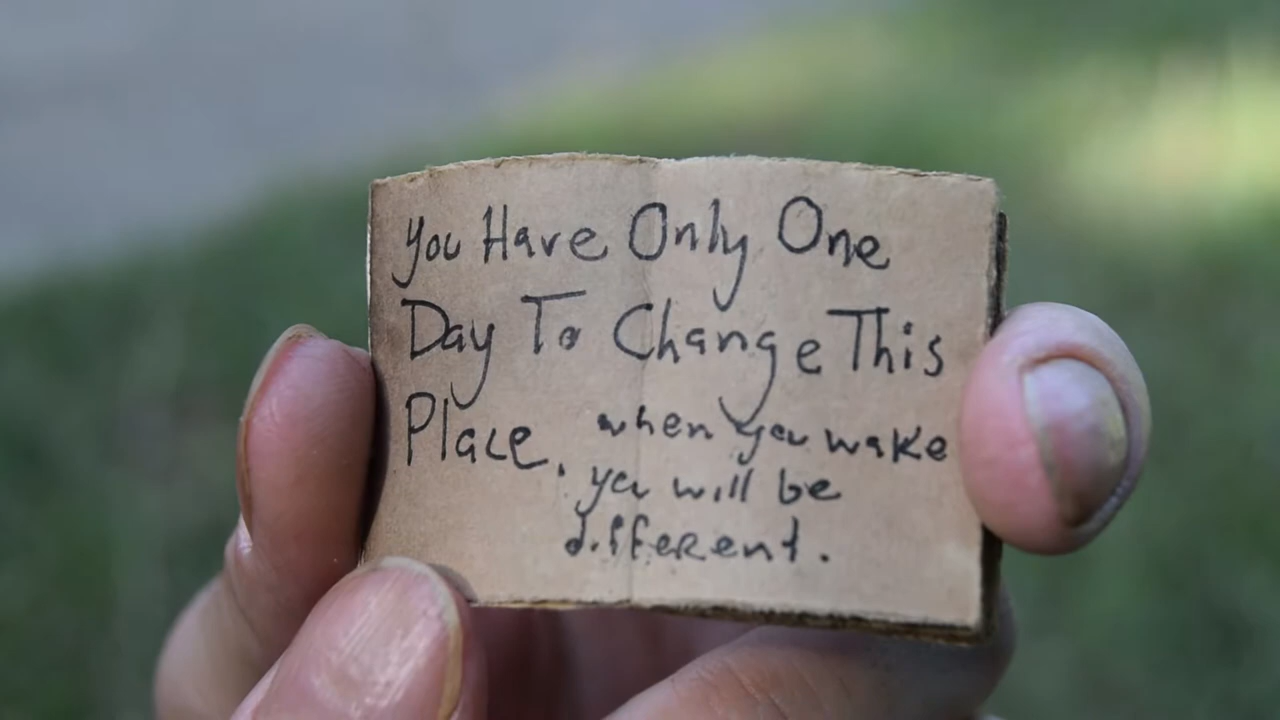 you Have Only One
Day To Change This
Place. when you wake
you will be
different.